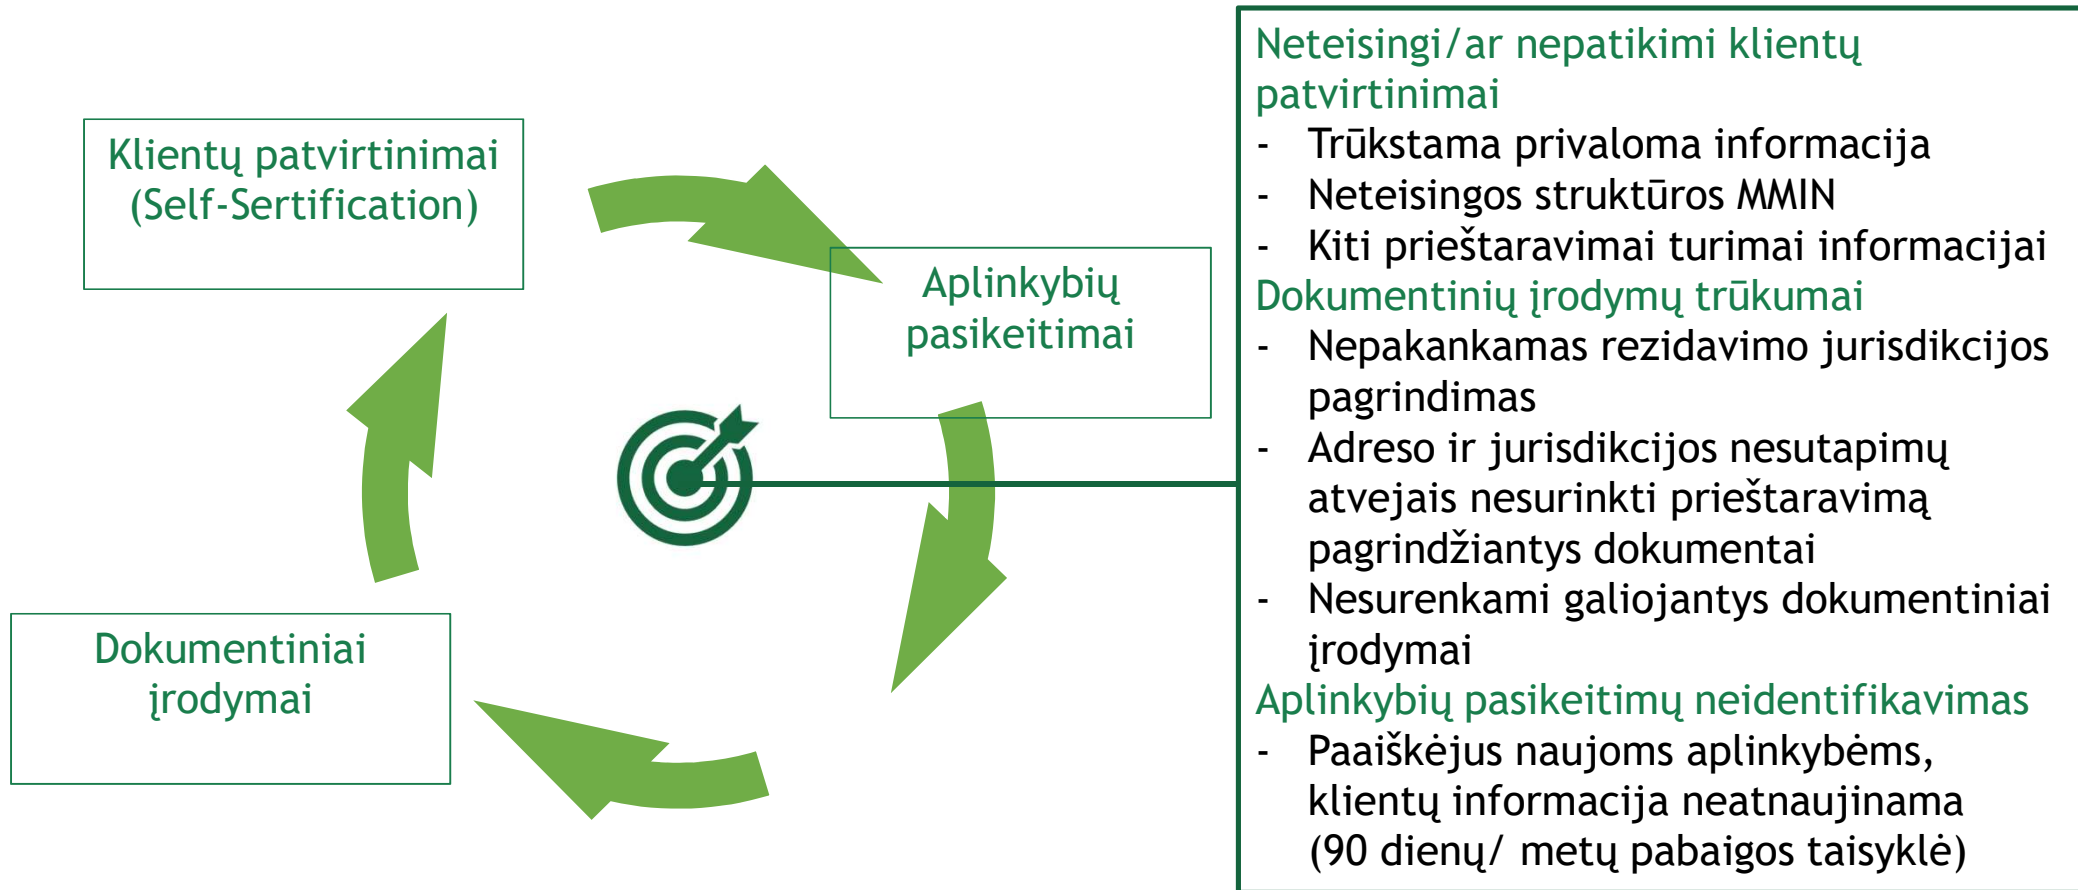 Klientų patvirtinimai
(Self-Sertification)
Aplinkybių
pasikeitimai
Dokumentiniai
įrodymai
Neteisingi/ar nepatikimi klientų
patvirtinimai
- Trūkstama privaloma informacija
- Neteisingos struktūros MMIN
- Kiti prieštaravimai turimai informacijai
Dokumentinių įrodymų trūkumai
- Nepakankamas rezidavimo jurisdikcijos
pagrindimas
- Adreso ir jurisdikcijos nesutapimų
atvejais nesurinkti prieštaravimą
pagrindžiantys dokumentai
- Nesurenkami galiojantys dokumentiniai
įrodymai
Aplinkybių pasikeitimų neidentifikavimas
- Paaiškėjus naujoms aplinkybėms,
klientų informacija neatnaujinama
(90 dienų/ metų pabaigos taisyklė)